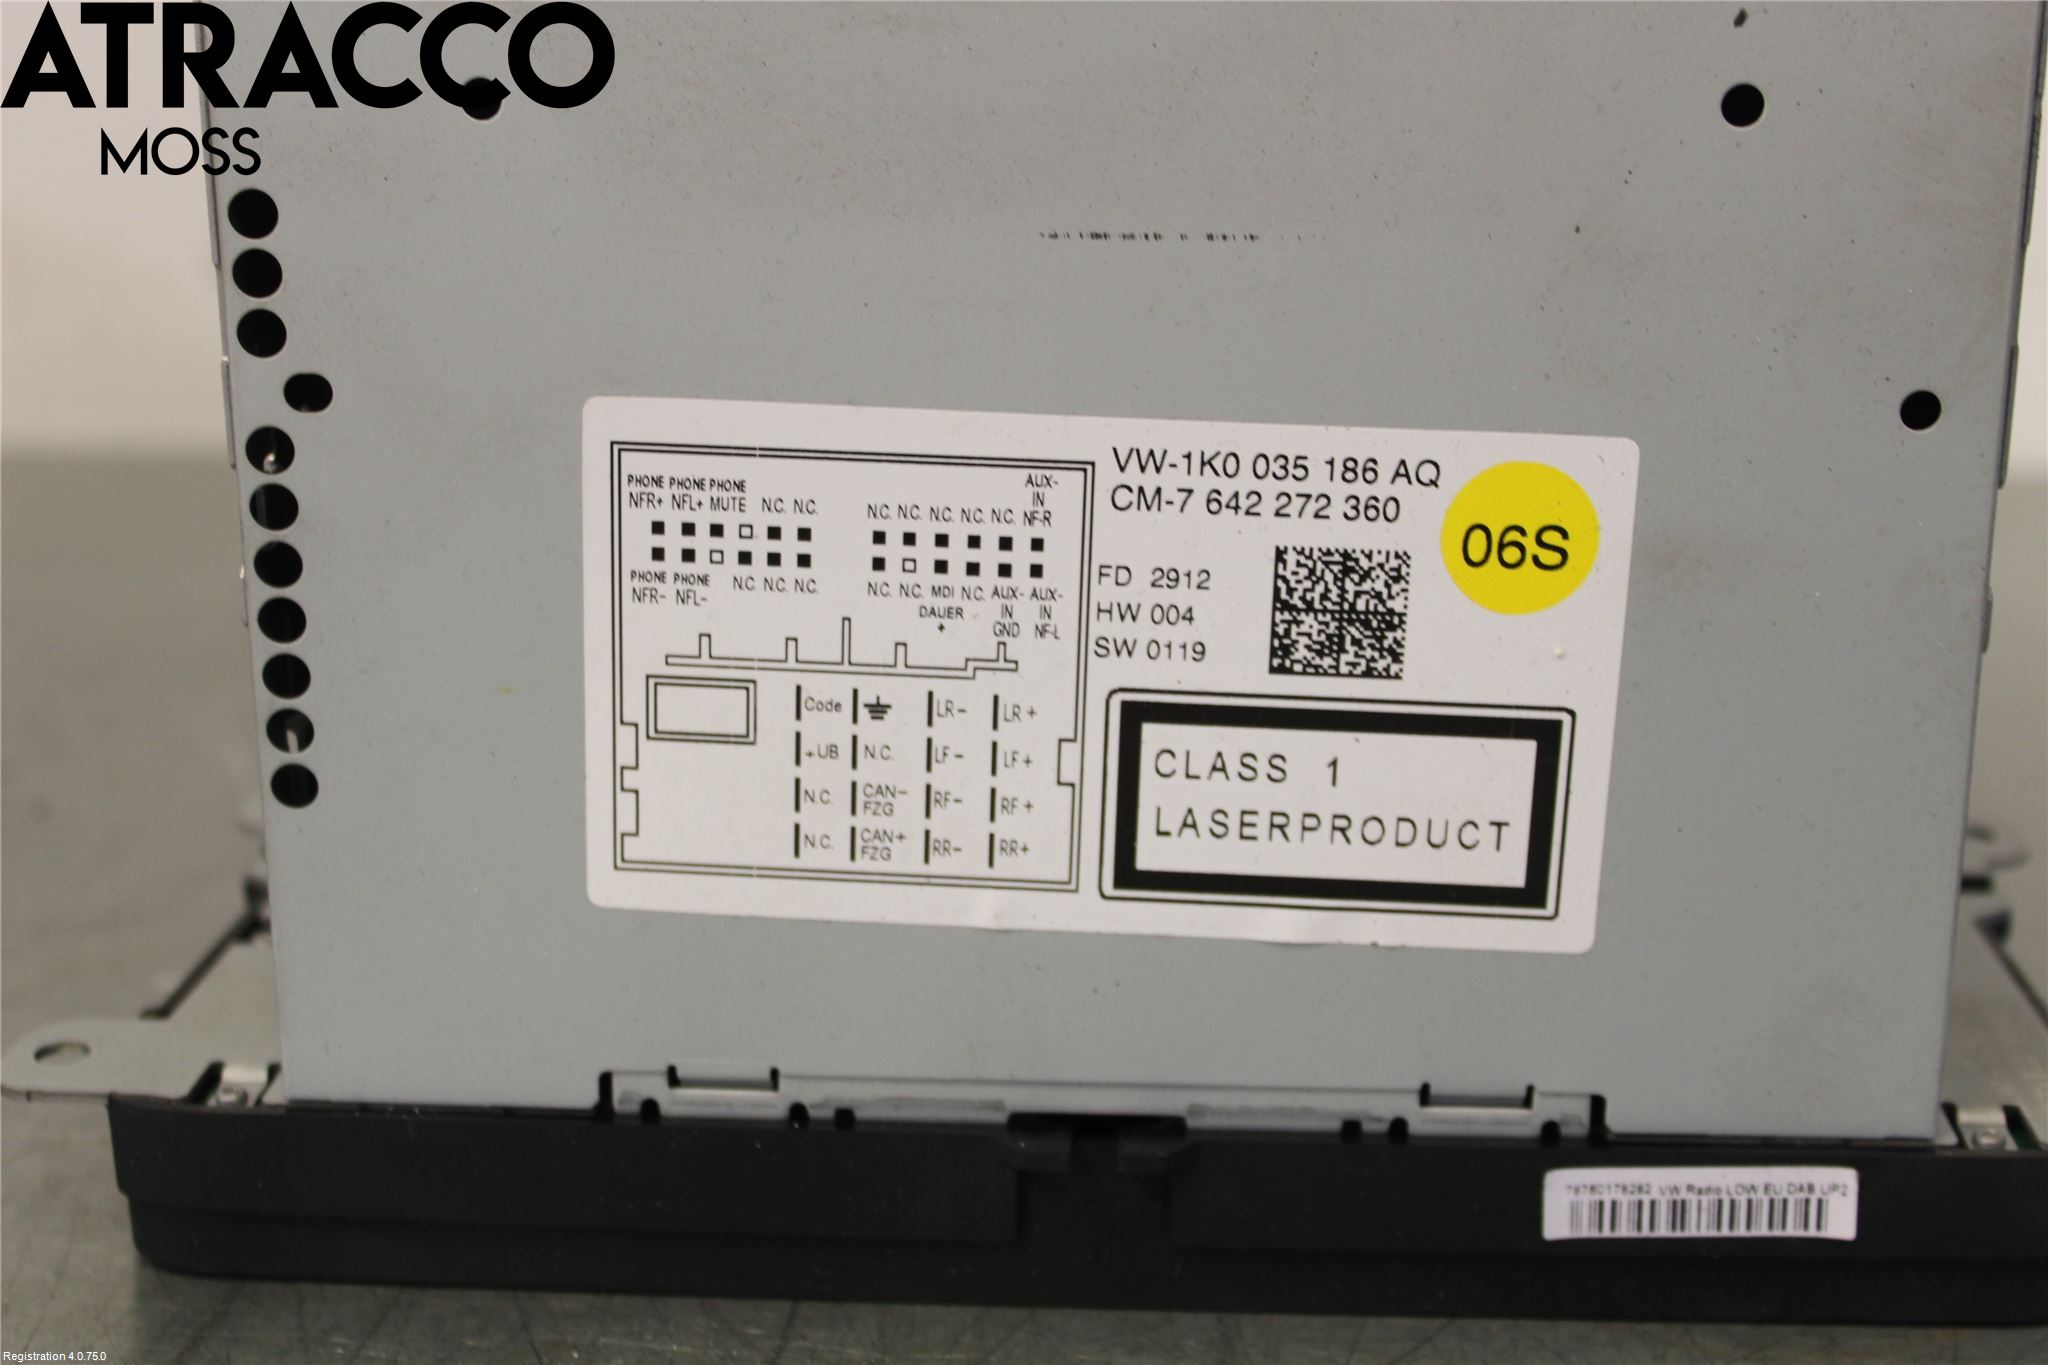 ATRACCO
MOSS
VW-1K0 035 186 AQ
CM-7 642 272 360
06S
FD 2912
HW 004
SW 0119
CLASS 1
LASERPRODUCT
PHONE PHONE PHONE
NFR+ NFL+ MUTE N.C. N.C.
PHONE PHONE
NFR- NFL- N.C. N.C. N.C.
AUX-
IN
N.C. N.C. N.C. N.C. N.C. NF-R
N.C. N.C. MDI N.C. AUX- AUX-
DAUER IN IN
+ GND NF-L
Code LR- LR+
+UB N.C. LF- LF+
N.C. CAN- FZG RF- RF+
N.C. CAN+ FZG RR- RR+
VW Radio LOW EU DAB UP2
Registration 4.0.75.0